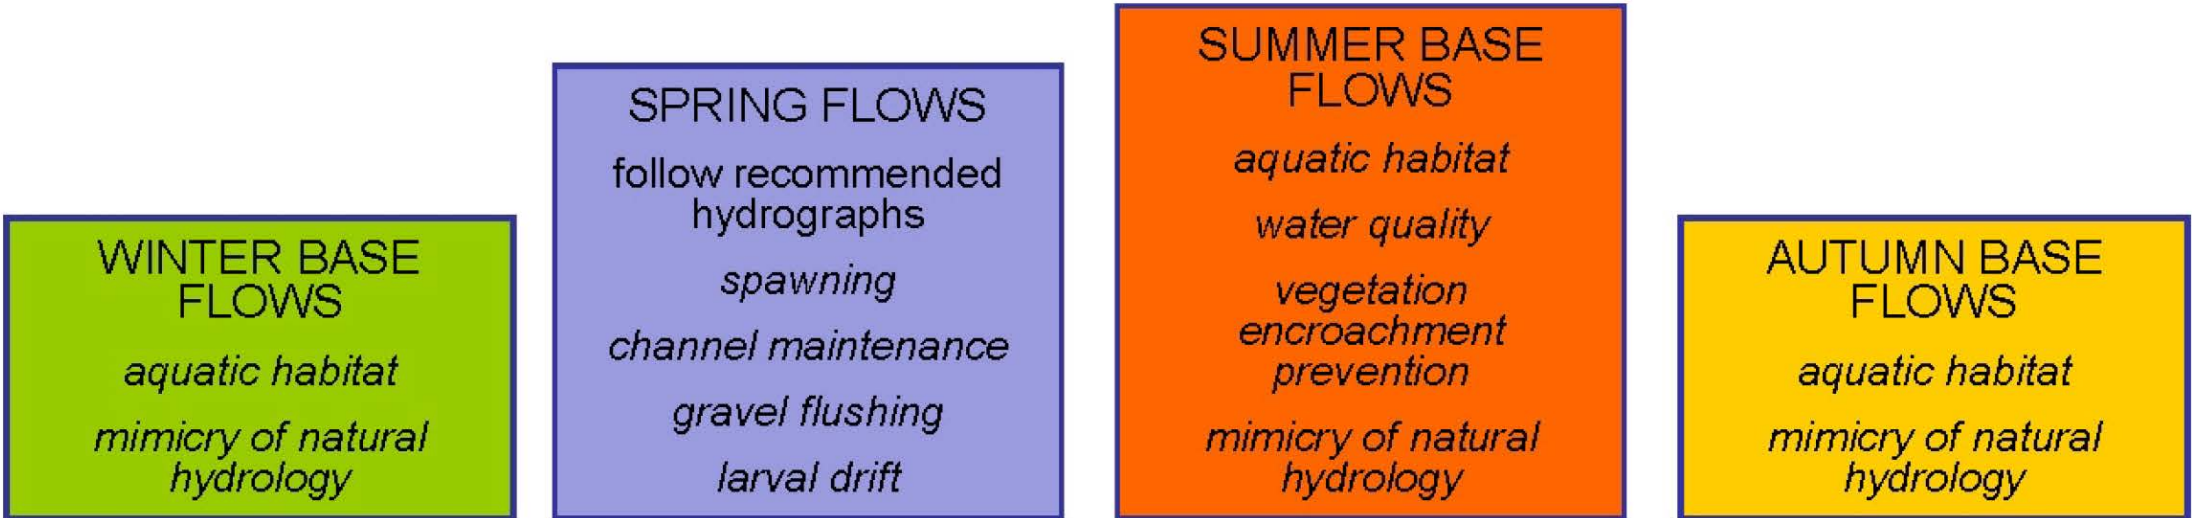 WINTER BASE
FLOWS
aquatic habitat
mimicry of natural
hydrology
SPRING FLOWS
follow recommended
hydrographs
spawning
channel maintenance
gravel flushing
larval drift
SUMMER BASE
FLOWS
aquatic habitat
water quality
vegetation
encroachment
prevention
mimicry of natural
hydrology
AUTUMN BASE
FLOWS
aquatic habitat
mimicry of natural
hydrology